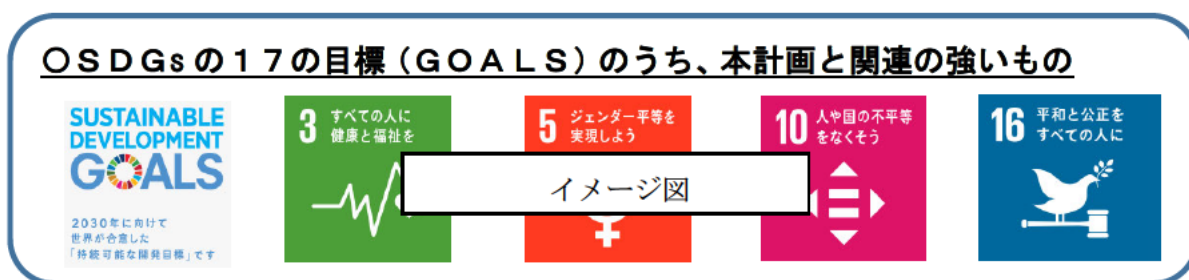 〇ＳＤＧsの１７の目標（ＧＯＡＬＳ）のうち、本計画と関連の強いもの
SUSTAINABLE
DEVELOPMENT
GOALS
2030年に向けて
世界が合意した
「持続可能な開発目標」です
3 すべての人に
健康と福祉を
5 ジェンダー平等を
実現しよう
10 人や国の不平等
をなくそう
16 平和と公正を
すべての人に
イメージ図